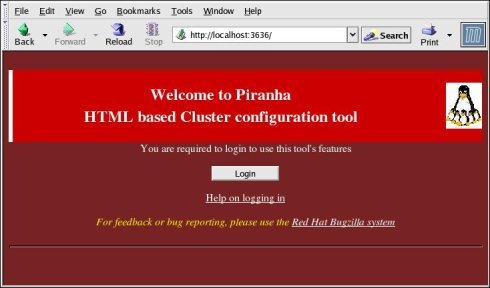 File Edit View Go Bookmarks Tools Window Help
Back Forward Reload Stop http://localhost:3636/ Search Print
Welcome to Piranha
HTML based Cluster configuration tool
You are required to login to use this tool's features
Login
Help on logging in
For feedback or bug reporting, please use the Red Hat Bugzilla system